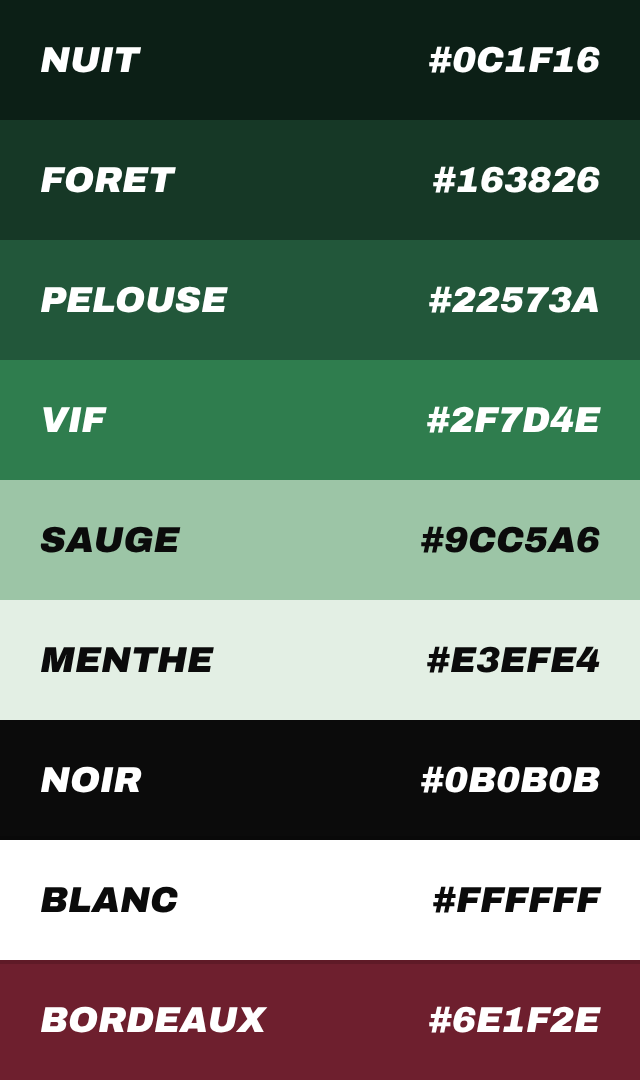 NUIT #0C1F16
FORET #163826
PELOUSE #22573A
VIF #2F7D4E
SAUGE #9CC5A6
MENTHE #E3EFE4
NOIR #0B0B0B
BLANC #FFFFFF
BORDEAUX #6E1F2E